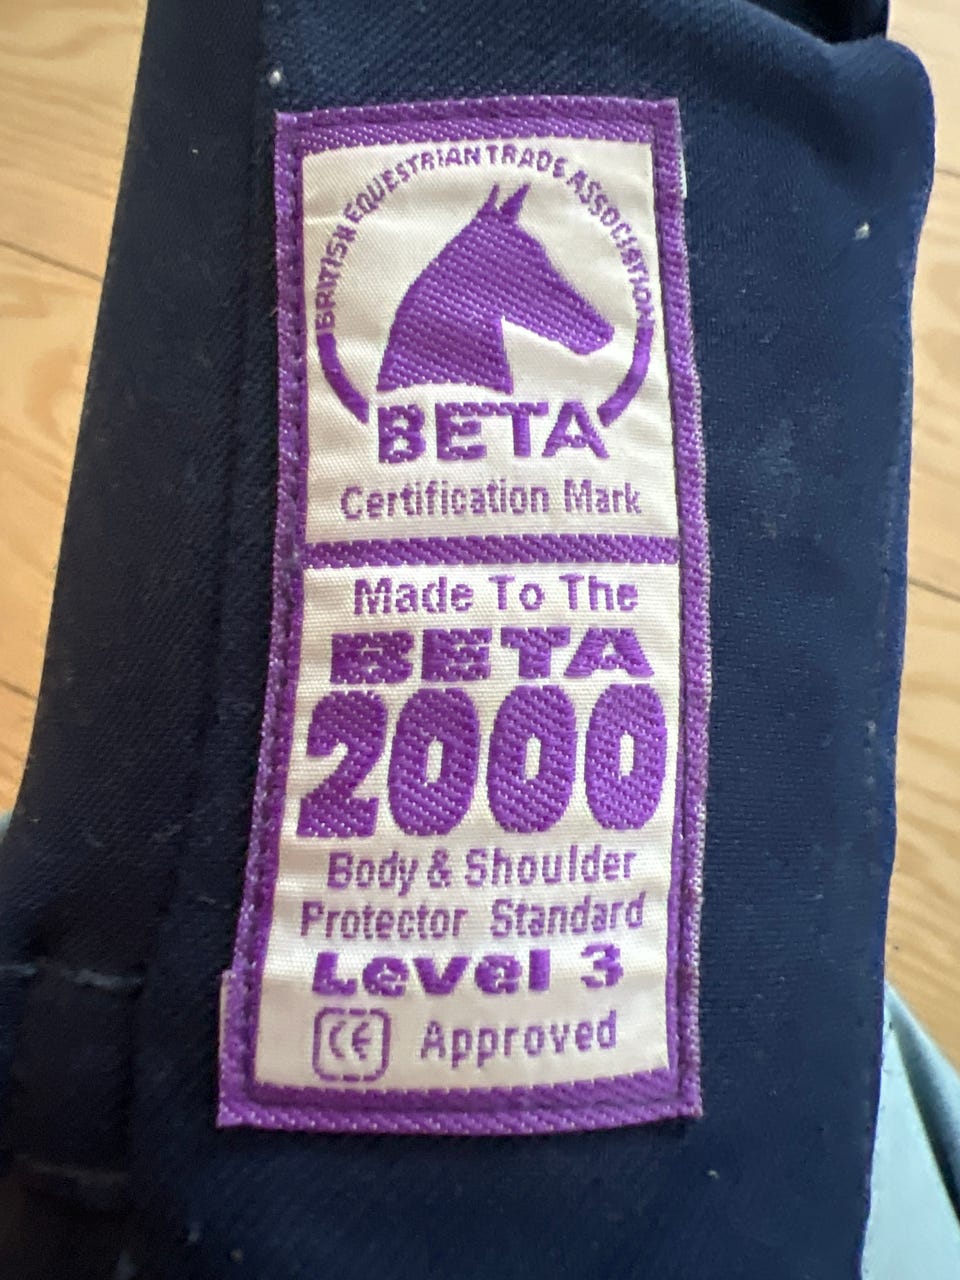 BRITISH EQUESTRIAN TRADE ASSOCIATION
BETA
Certification Mark
Made To The
BETA
2000
Body & Shoulder
Protector Standard
Level 3
CE Approved